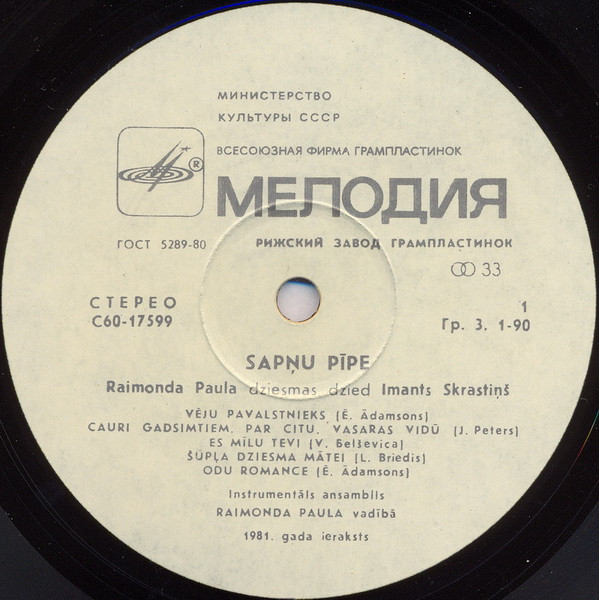 МИНИСТЕРСТВО
КУЛЬТУРЫ СССР
ВСЕСОЮЗНАЯ ФИРМА ГРАМПЛАСТИНОК
®
МЕЛОДИЯ
ГОСТ 5289-80 РИЖСКИЙ ЗАВОД ГРАМПЛАСТИНОК
33
СТЕРЕО 1
С60-17599 Гр. 3. 1-90
SAPŅU PĪPE
Raimonda Paula dziesmas dzied Imants Skrastiņš
VĒJU PAVALSTNIEKS (Ē. Ādamsons)
CAURI GADSIMTIEM, PAR CITU, VASARAS VIDŪ (J. Peters)
ES MĪLU TEVI (V. Belševica)
ŠŪPĻA DZIESMA MĀTEI (L. Briedis)
ODU ROMANCE (Ē. Ādamsons)
Instrumentāls ansamblis
RAIMONDA PAULA vadībā
1981. gada ieraksts